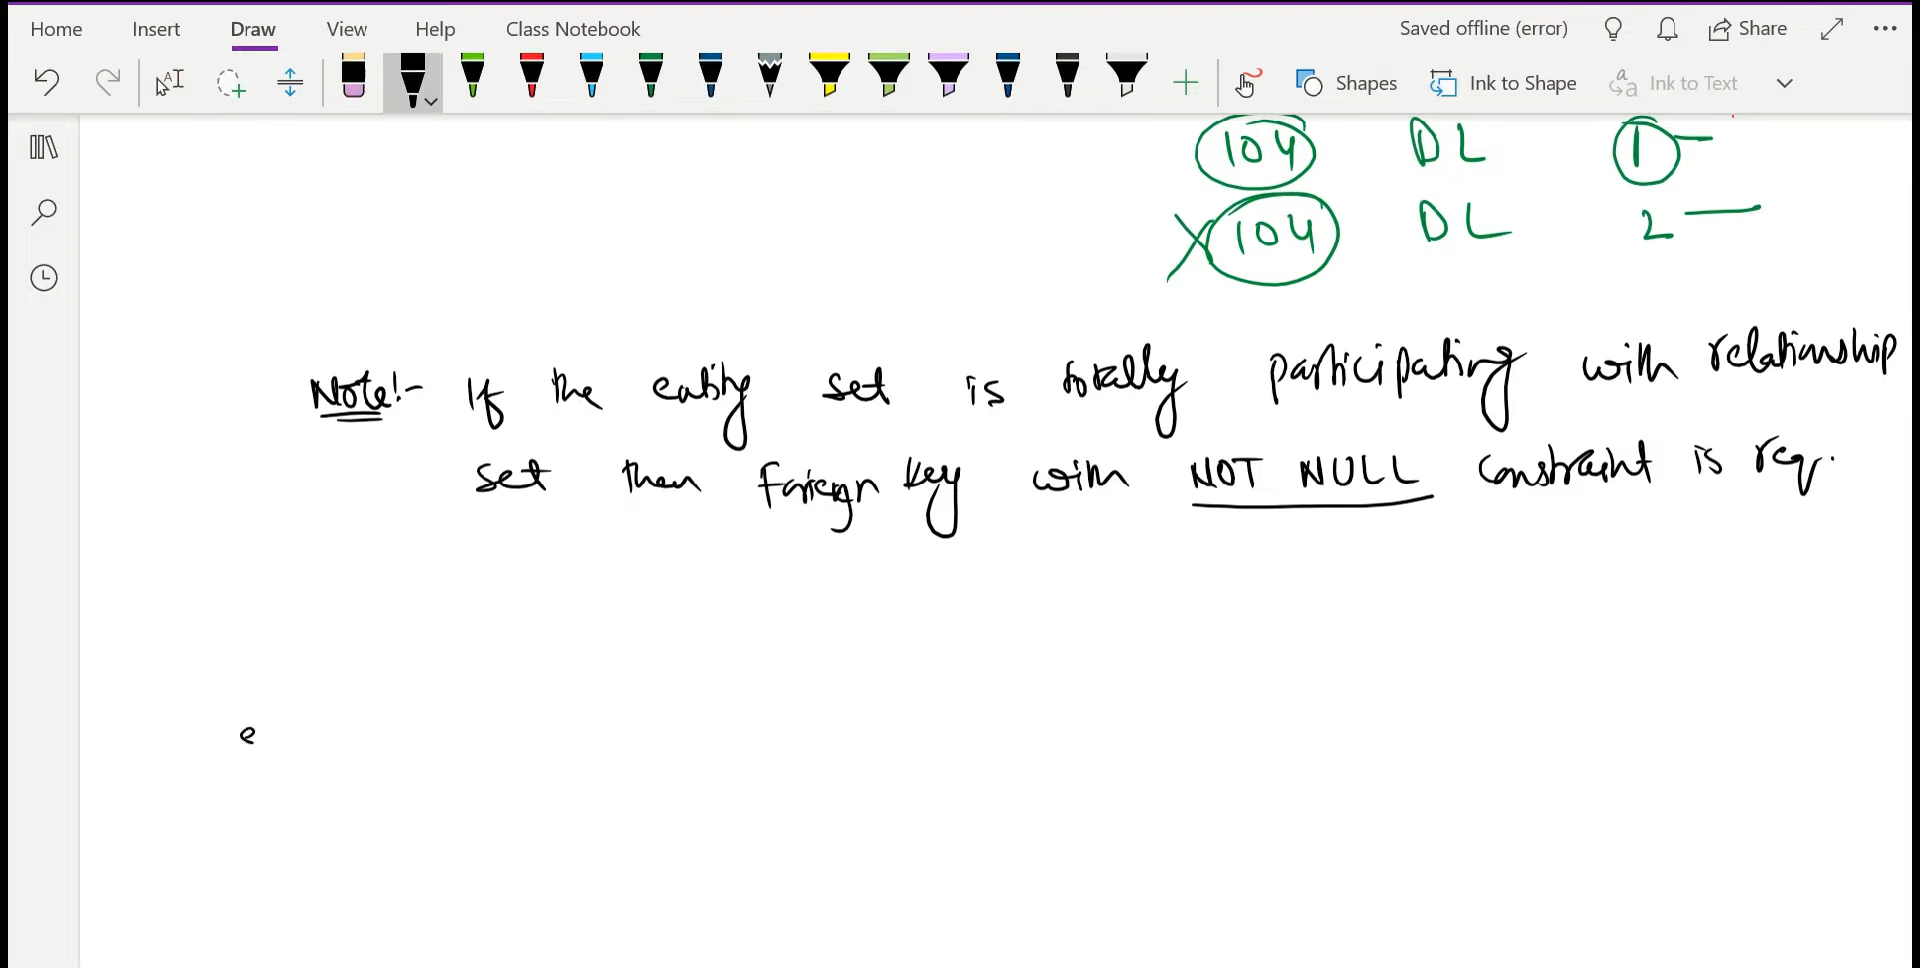 Home Insert Draw View Help Class Notebook Saved offline (error) Share
Shapes Ink to Shape Ink to Text
104 DL 1
104 DL 2
Note:- If the entity set is totally participating with relationship
set then foreign key with NOT NULL constraint is req.
e